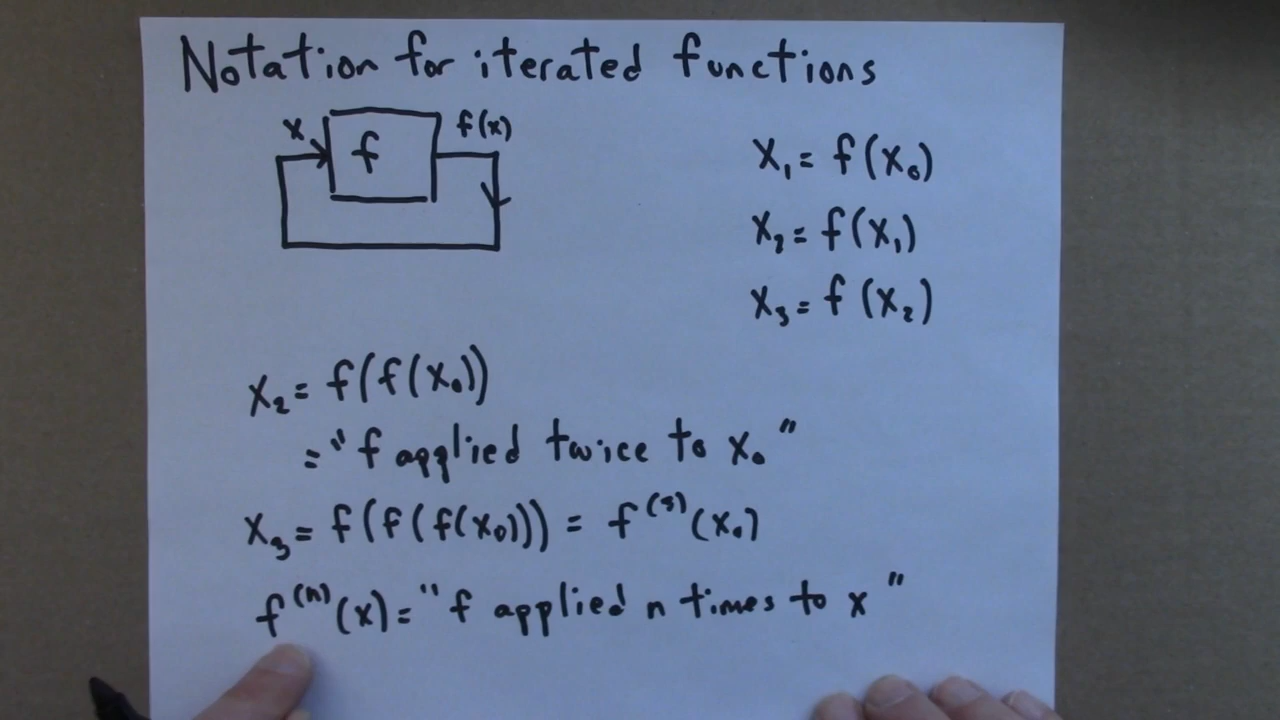 Notation for iterated functions
x f f(x)
x₁ = f(x₀)
x₂ = f(x₁)
x₃ = f(x₂)
x₂ = f(f(x₀))
= "f applied twice to x₀"
x₃ = f(f(f(x₀))) = f⁽³⁾(x₀)
f⁽ⁿ⁾(x) = "f applied n times to x"